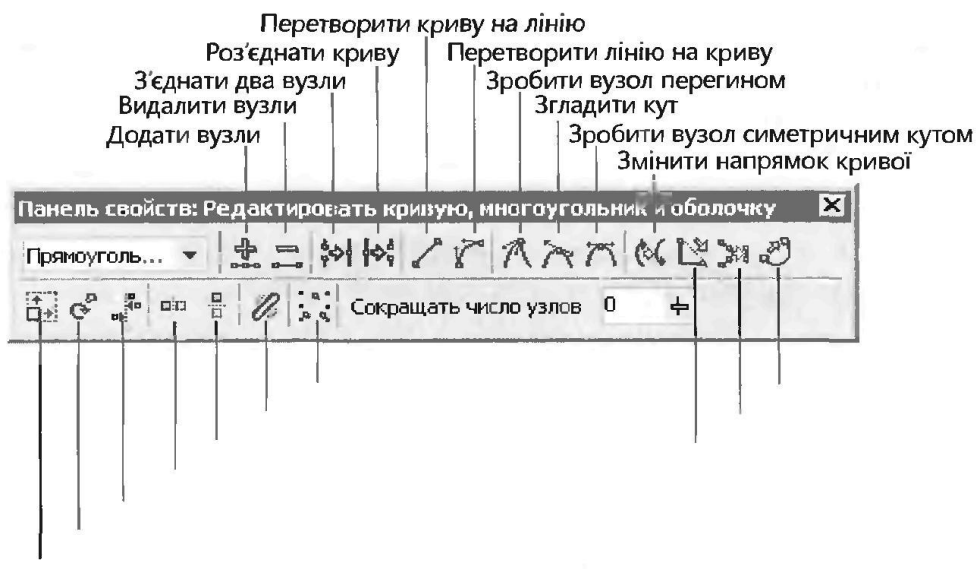 Перетворити криву на лінію
Роз'єднати криву
Перетворити лінію на криву
З'єднати два вузли
Зробити вузол перегином
Видалити вузли
Згладити кут
Додати вузли
Зробити вузол симетричним кутом
Змінити напрямок кривої
Панель свойств: Редактировать кривую, многоугольник и оболочку
Прямоуголь...
Сокращать число узлов 0